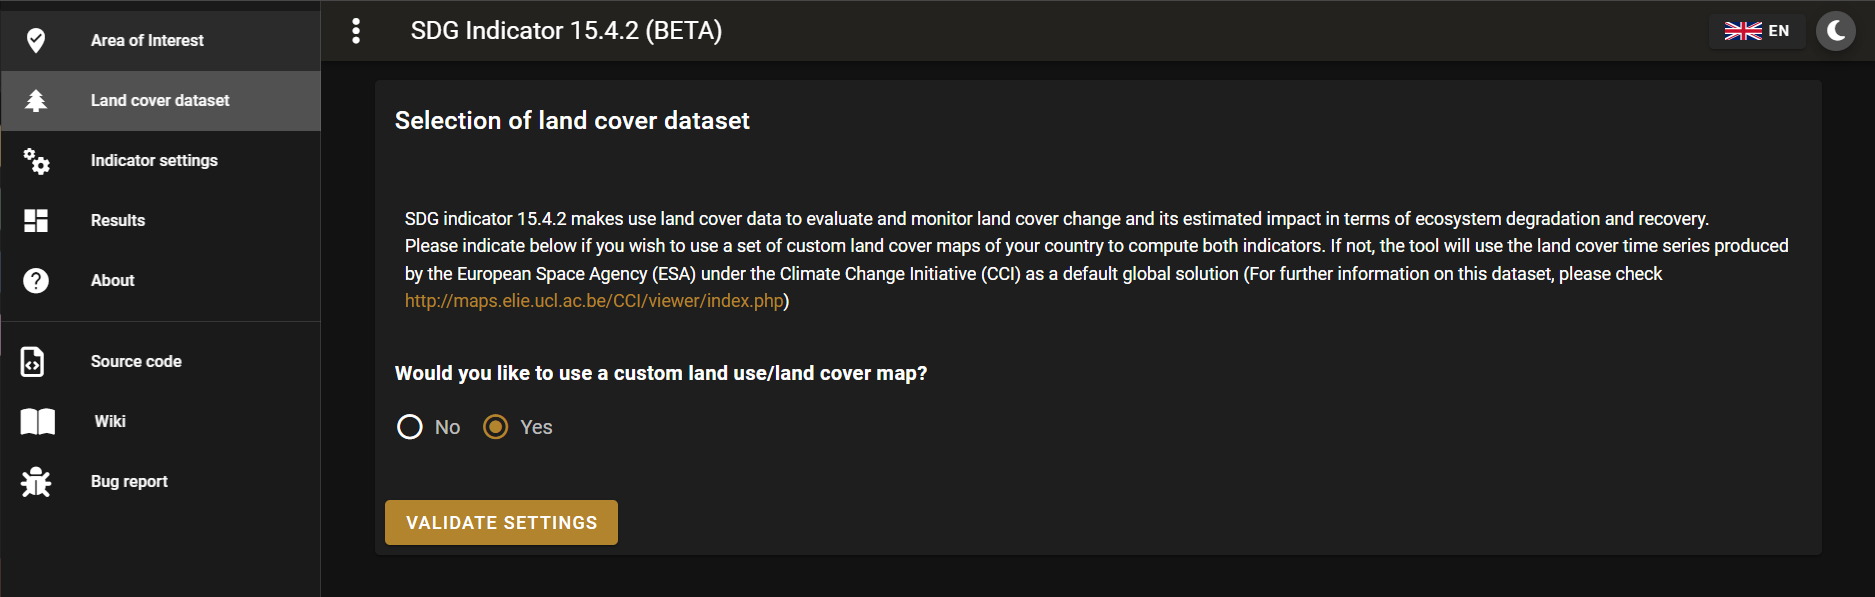 Area of Interest
Land cover dataset
Indicator settings
Results
About
Source code
Wiki
Bug report
SDG Indicator 15.4.2 (BETA)
EN
Selection of land cover dataset
SDG indicator 15.4.2 makes use land cover data to evaluate and monitor land cover change and its estimated impact in terms of ecosystem degradation and recovery.
Please indicate below if you wish to use a set of custom land cover maps of your country to compute both indicators. If not, the tool will use the land cover time series produced
by the European Space Agency (ESA) under the Climate Change Initiative (CCI) as a default global solution (For further information on this dataset, please check
http://maps.elie.ucl.ac.be/CCI/viewer/index.php)
Would you like to use a custom land use/land cover map?
No Yes
VALIDATE SETTINGS